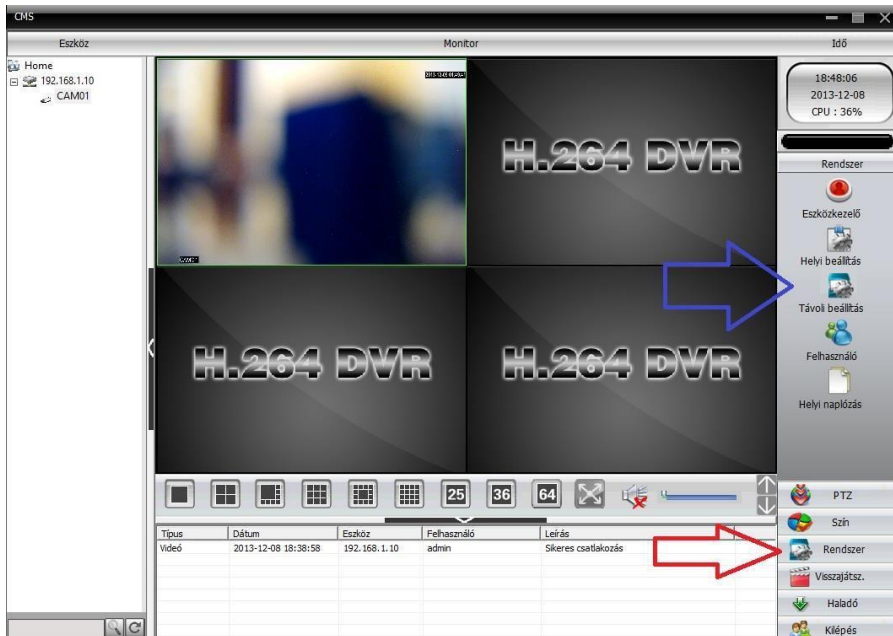 CMS
Eszköz
Monitor
Idő
Home
192.168.1.10
CAM01
CAM01
H.264 DVR
H.264 DVR
H.264 DVR
18:48:06
2013-12-08
CPU : 36%
Rendszer
Eszközkezelő
Helyi beállítás
Távoli beállítás
Felhasználó
Helyi naplózás
25
36
64
Típus Dátum Eszköz Felhasználó Leírás
Videó 2013-12-08 18:38:58 192.168.1.10 admin Sikeres csatlakozás
PTZ
Szín
Rendszer
Visszajátsz.
Haladó
Kilépés